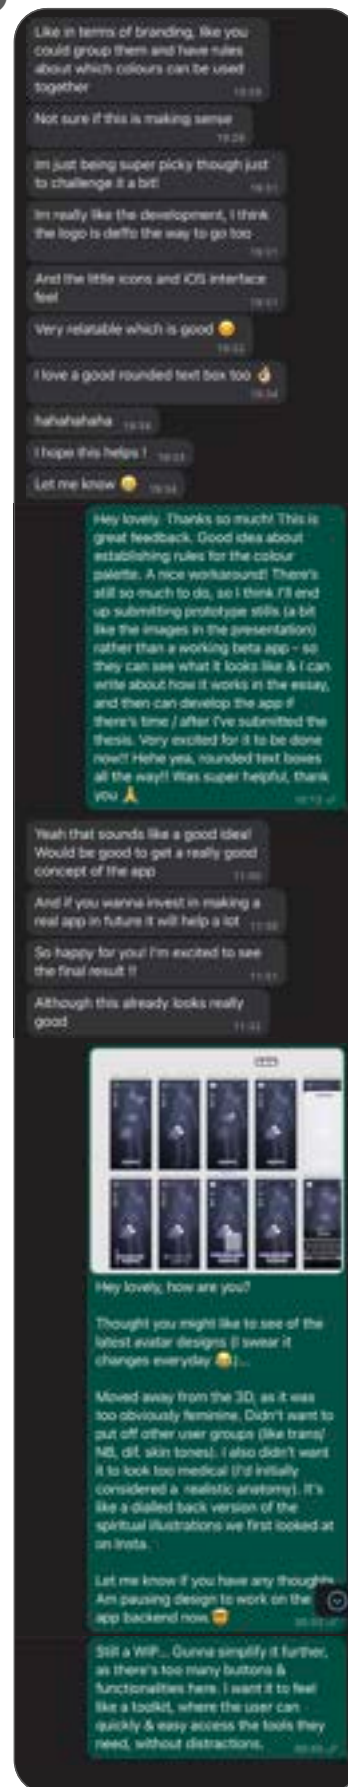 Like in terms of branding, like you
could group them and have rules
about which colours can be used
together
Not sure if this is making sense
Im just being super picky though just
to challenge it a bit!
Im really like the development, I think
the logo is deffo the way to go too
And the little icons and iOS interface
feel
Very relatable which is good 😊
I love a good rounded text box too 👌🏼
hahahahaha
I hope this helps !
Let me know 😊
Hey lovely. Thanks so much! This is
great feedback. Good idea about
establishing rules for the colour
palette. A nice workaround! There's
still so much to do, so I think I'll end
up submitting prototype stills (a bit
like the images in the presentation)
rather than a working beta app - so
they can see what it looks like & I can
write about how it works in the essay,
and then can develop the app if
there's time / after I've submitted the
thesis. Very excited for it to be done
now!! Hehe yea, rounded text boxes
all the way!! Was super helpful, thank
you 🙏
Yeah that sounds like a good idea!
Would be good to get a really good
concept of the app
And if you wanna invest in making a
real app in future it will help a lot
So happy for you! I'm excited to see
the final result !!
Although this already looks really
good
Hey lovely, how are you?
Thought you might like to see of the
latest avatar designs (I swear it
changes everyday 😂)...
Moved away from the 3D, as it was
too obviously feminine. Didn't want to
put off other user groups (like trans/
NB, dif. skin tones). I also didn't want
it to look too medical (I'd initially
considered a realistic anatomy). It's
like a dialled back version of the
spiritual illustrations we first looked at
on Insta.
Let me know if you have any thoughts.
Am pausing design to work on the
app backend now 🤓
Still a WIP... Gunna simplify it further,
as there's too many buttons &
functionalities here. I want it to feel
like a toolkit, where the user can
quickly & easy access the tools they
need, without distractions.